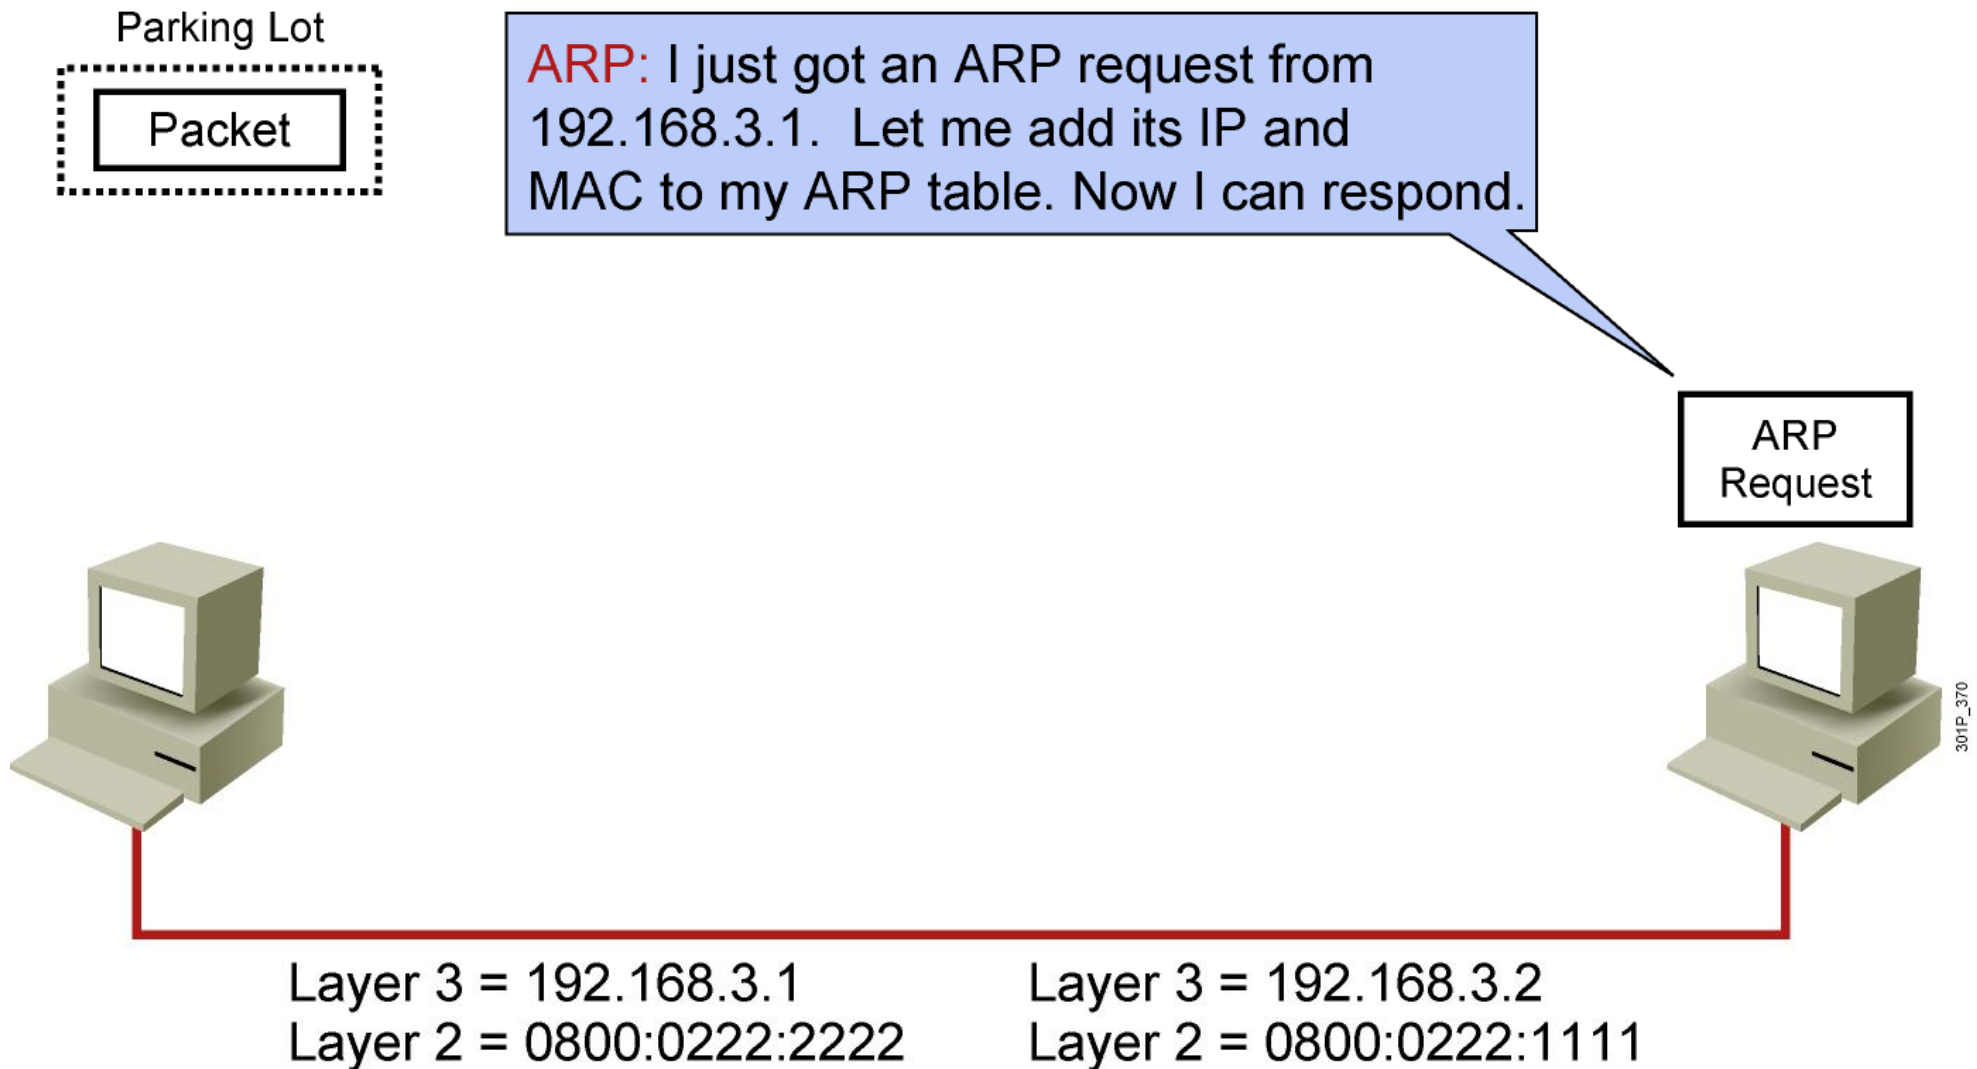 Parking Lot
Packet
ARP: I just got an ARP request from
192.168.3.1.  Let me add its IP and
MAC to my ARP table. Now I can respond.
ARP
Request
301P_370
Layer 3 = 192.168.3.1
Layer 2 = 0800:0222:2222
Layer 3 = 192.168.3.2
Layer 2 = 0800:0222:1111